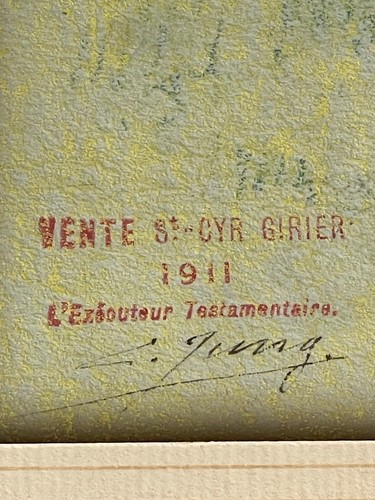 VENTE St-CYR GIRIER
1911
L'Exécuteur Testamentaire.